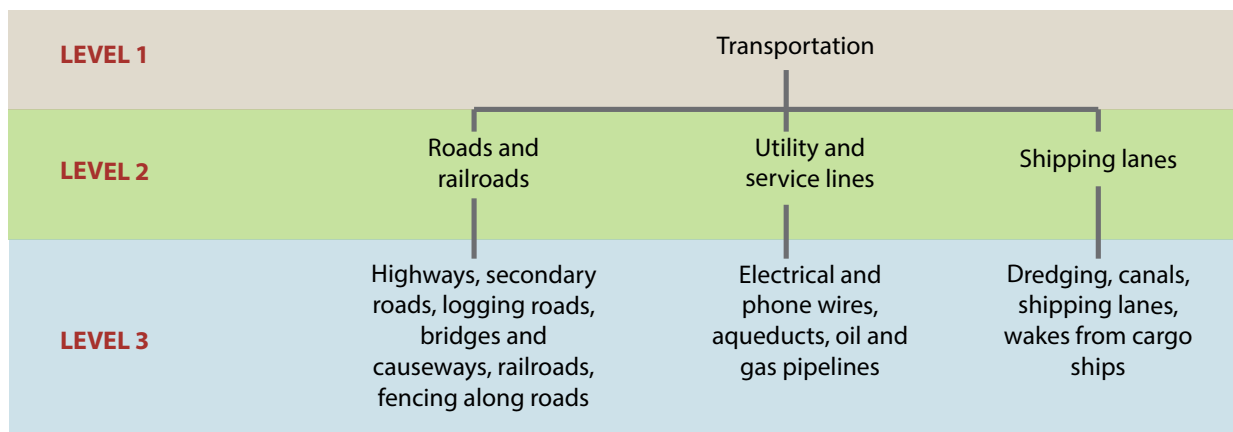 LEVEL 1
Transportation
LEVEL 2
Roads and
railroads
Utility and
service lines
Shipping lanes
LEVEL 3
Highways, secondary
roads, logging roads,
bridges and
causeways, railroads,
fencing along roads
Electrical and
phone wires,
aqueducts, oil and
gas pipelines
Dredging, canals,
shipping lanes,
wakes from cargo
ships